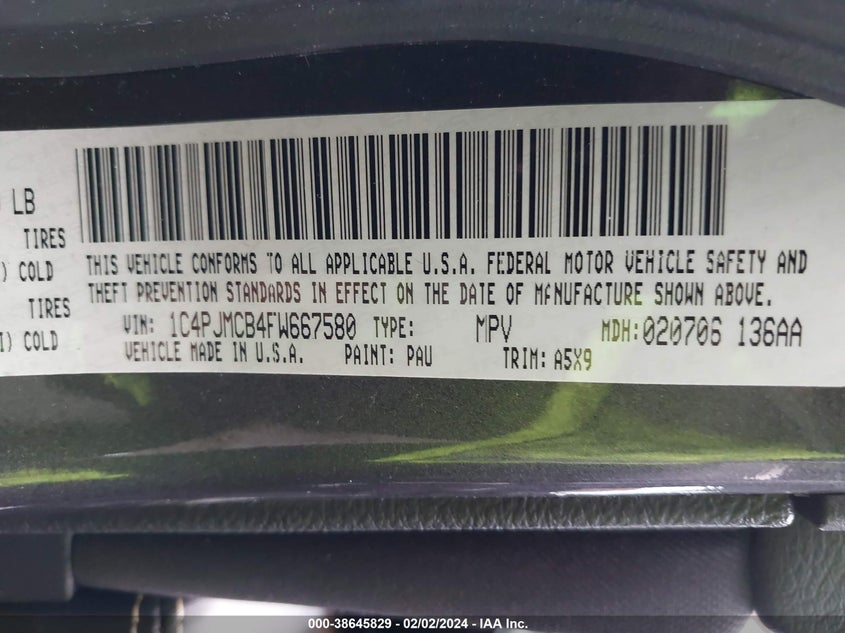 LB
TIRES
) COLD
TIRES
I) COLD
THIS VEHICLE CONFORMS TO ALL APPLICABLE U.S.A. FEDERAL MOTOR VEHICLE SAFETY AND
THEFT PREVENTION STANDARDS IN EFFECT ON THE DATE OF MANUFACTURE SHOWN ABOVE.
VIN: 1C4PJMCB4FW667580 TYPE: MPV MDH: 020706 136AA
VEHICLE MADE IN U.S.A. PAINT: PAU TRIM: A5X9
000-38645829 - 02/02/2024 - IAA Inc.